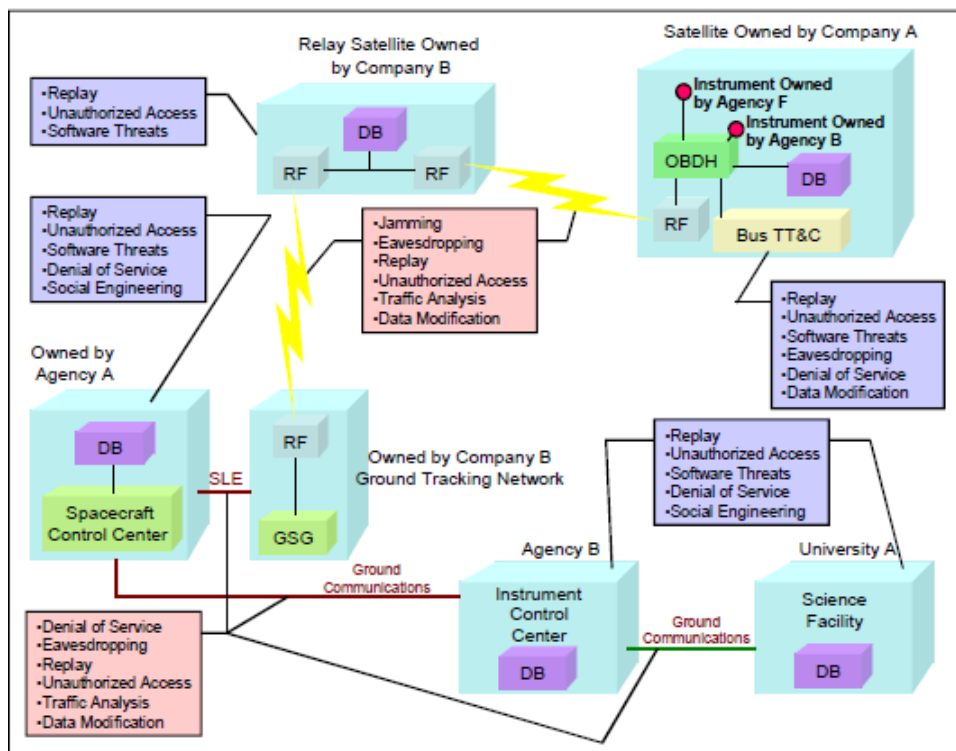 Relay Satellite Owned
by Company B
Satellite Owned by Company A
•Replay
•Unauthorized Access
•Software Threats
DB
RF
RF
Instrument Owned
by Agency F
Instrument Owned
by Agency B
OBDH
DB
RF
Bus TT&C
•Replay
•Unauthorized Access
•Software Threats
•Denial of Service
•Social Engineering
•Jamming
•Eavesdropping
•Replay
•Unauthorized Access
•Traffic Analysis
•Data Modification
•Replay
•Unauthorized Access
•Software Threats
•Eavesdropping
•Denial of Service
•Data Modification
Owned by
Agency A
DB
Spacecraft
Control Center
SLE
RF
GSG
Owned by Company B
Ground Tracking Network
•Replay
•Unauthorized Access
•Software Threats
•Denial of Service
•Social Engineering
Ground
Communications
Agency B
Instrument
Control
Center
DB
Ground
Communications
University A
Science
Facility
DB
•Denial of Service
•Eavesdropping
•Replay
•Unauthorized Access
•Traffic Analysis
•Data Modification